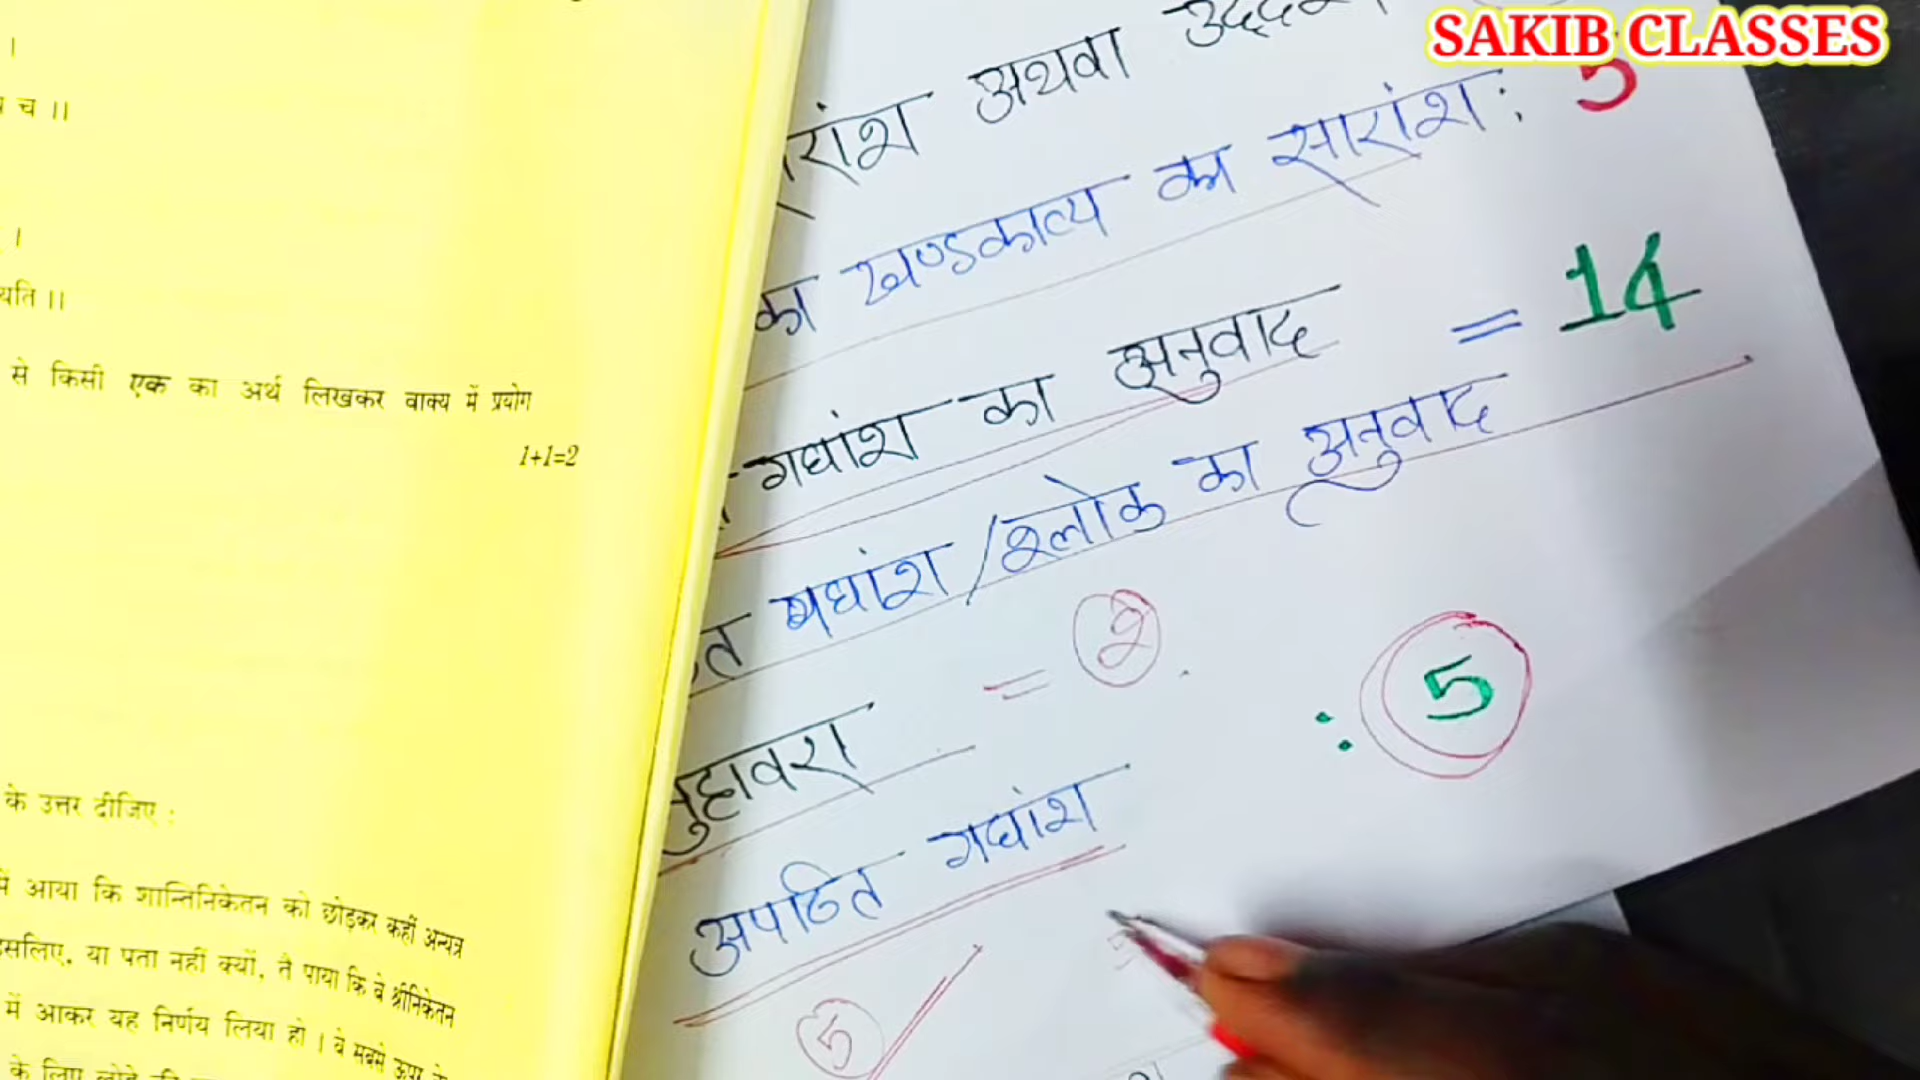 SAKIB CLASSES
।
च ।।
।
यति ।।
से किसी एक का अर्थ लिखकर वाक्य में प्रयोग
1+1=2
के उत्तर दीजिए :
आया कि शान्तिनिकेतन को छोड़कर कहीं अन्यत्र
इसलिए, या पता नहीं क्यों, तै पाया कि वे श्रीनिकेतन
में आकर यह निर्णय लिया हो । वे सबसे ऊपर
के लिए लोहे की
सारांश अथवा
का खण्डकाव्य का सारांश : 5
गद्यांश का अनुवाद = 14
पद्यांश / श्लोक का अनुवाद
मुहावरा = 2
: 5
अपठित गद्यांश
5